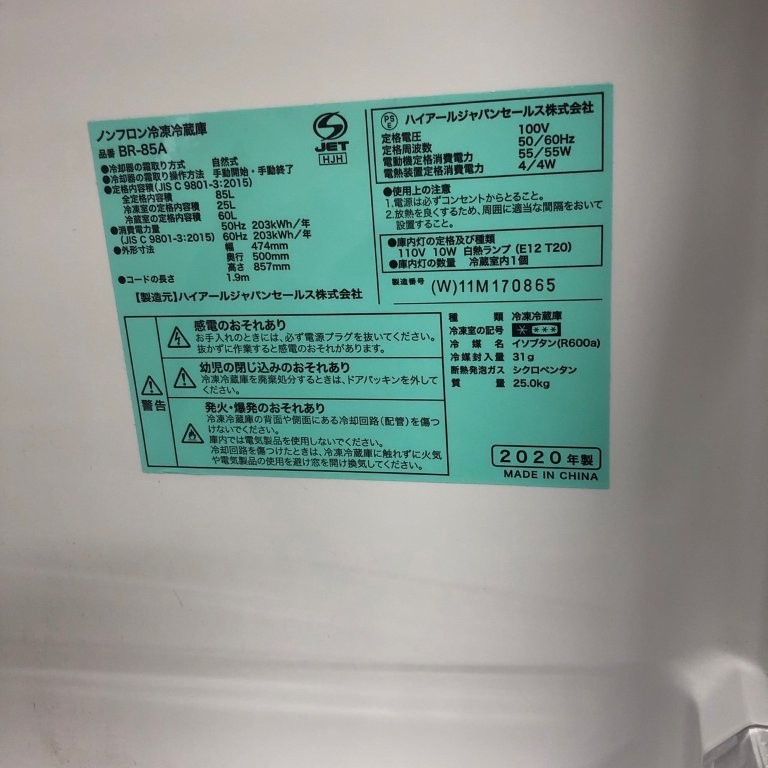 ノンフロン冷凍冷蔵庫
品番 BR-85A
●冷却器の霜取り方式 自然式
●冷却器の霜取り操作方法 手動開始・手動終了
●定格内容積(JIS C 9801-3:2015)
全定格内容積 85L
冷凍室の定格内容積 25L
冷蔵室の定格内容積 60L
●消費電力量 50Hz 203kWh/年
(JIS C 9801-3:2015) 60Hz 203kWh/年
●外形寸法 幅 474mm
奥行 500mm
高さ 857mm
●コードの長さ 1.9m
【製造元】ハイアールジャパンセールス株式会社
S
JET
HJH
PS
E
ハイアールジャパンセールス株式会社
定格電圧 100V
定格周波数 50/60Hz
電動機定格消費電力 55/55W
電熱装置定格消費電力 4/4W
●使用上の注意
1.電源は必ずコンセントからとること。
2.放熱を良くするため、周囲に適当な間隔をおいて
設置すること。
●庫内灯の定格及び種類
110V 10W 白熱ランプ (E12 T20)
●庫内灯の数量 冷蔵室内1個
製造番号 (W)11M170865
警告
感電のおそれあり
お手入れのときには、必ず電源プラグを抜いてください。
抜かずに作業すると感電のおそれがあります。
幼児の閉じ込みのおそれあり
冷凍冷蔵庫を廃棄処分するときは、ドアパッキンを外して
ください。
発火・爆発のおそれあり
冷凍冷蔵庫の背面や側面にある冷却回路(配管)を傷つ
けないでください。
庫内では電気製品を使用しないでください。
冷却回路を傷つけたときは、冷凍冷蔵庫に触れずに火気
や電気製品の使用を避け窓を開け換気してください。
種類 冷凍冷蔵庫
冷凍室の記号 * ***
冷媒名 イソブタン(R600a)
冷媒封入量 31g
断熱発泡ガス シクロペンタン
質量 25.0kg
2020年製
MADE IN CHINA